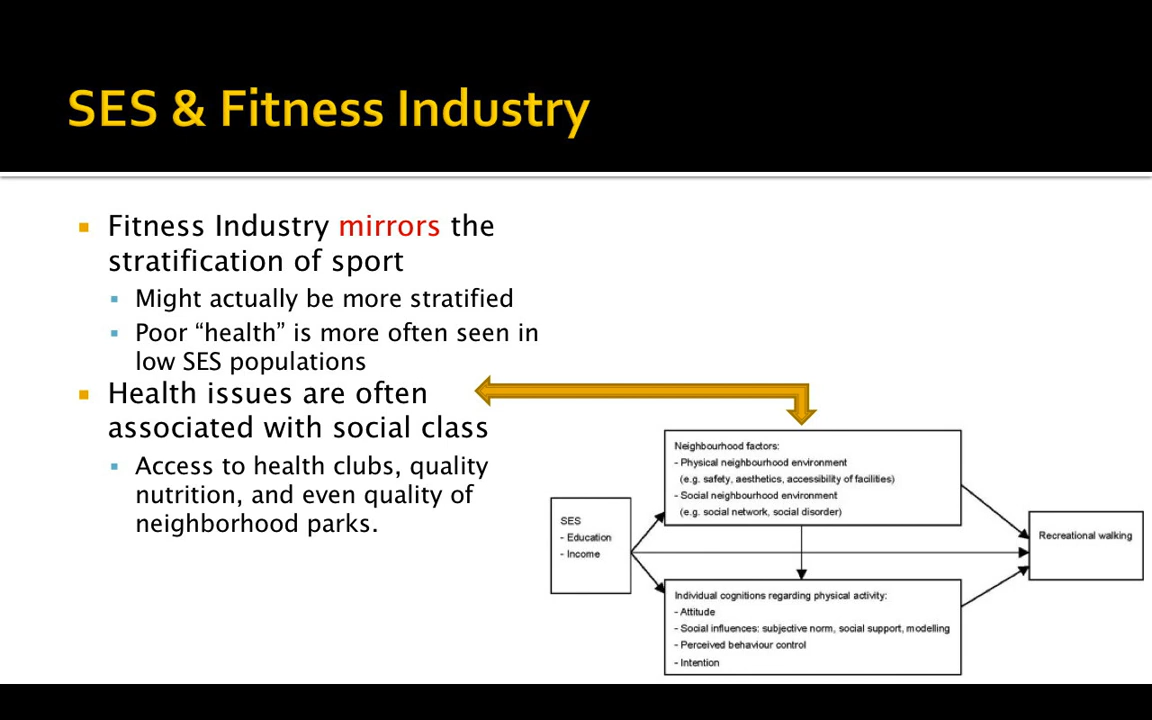 SES & Fitness Industry
▪ Fitness Industry mirrors the
stratification of sport
▪ Might actually be more stratified
▪ Poor “health” is more often seen in
low SES populations
▪ Health issues are often
associated with social class
▪ Access to health clubs, quality
nutrition, and even quality of
neighborhood parks.
Neighbourhood factors:
- Physical neighbourhood environment
(e.g. safety, aesthetics, accessibility of facilities)
- Social neighbourhood environment
(e.g. social network, social disorder)
SES
- Education
- Income
Recreational walking
Individual cognitions regarding physical activity:
- Attitude
- Social influences: subjective norm, social support, modelling
- Perceived behaviour control
- Intention